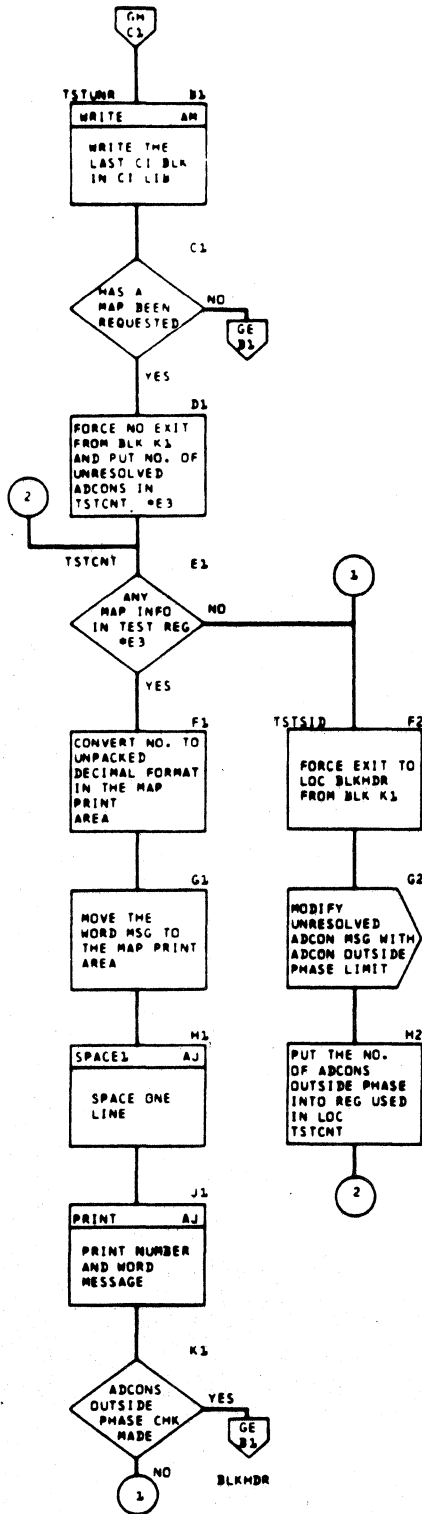 GH
C1
TSTUNR B1
WRITE AM
WRITE THE
LAST CI BLK
IN CI LIB
C1
HAS A
MAP BEEN
REQUESTED
NO
GE
B1
YES
D1
FORCE NO EXIT
FROM BLK K1
AND PUT NO. OF
UNRESOLVED
ADCONS IN
TSTCNT *E3
2
TSTCNT E1
ANY
MAP INFO
IN TEST REG
*E3
NO
1
YES
F1
CONVERT NO. TO
UNPACKED
DECIMAL FORMAT
IN THE MAP
PRINT
AREA
TSTSID F2
FORCE EXIT TO
LOC BLKHDR
FROM BLK K1
G1
MOVE THE
WORD MSG TO
THE MAP PRINT
AREA
G2
MODIFY
UNRESOLVED
ADCON MSG WITH
ADCON OUTSIDE
PHASE LIMIT
H1
SPACE1 AJ
SPACE ONE
LINE
H2
PUT THE NO.
OF ADCONS
OUTSIDE PHASE
INTO REG USED
IN LOC
TSTCNT
2
J1
PRINT AJ
PRINT NUMBER
AND WORD
MESSAGE
K1
ADCONS
OUTSIDE
PHASE CHK
MADE
YES
GE
B1
BLKHDR
NO
1